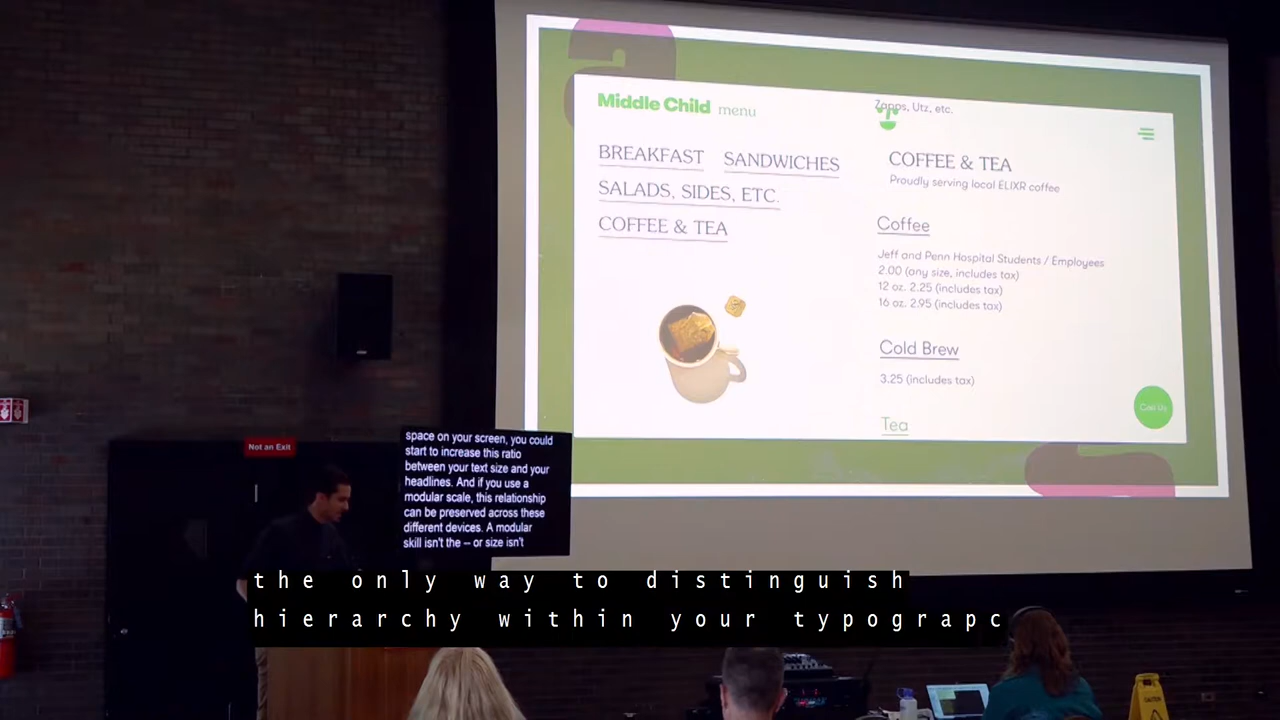 Middle Child menu
BREAKFAST SANDWICHES
SALADS, SIDES, ETC.
COFFEE & TEA
Zapps, Utz, etc.
COFFEE & TEA
Proudly serving local ELIXR coffee
Coffee
Jeff and Penn Hospital Students / Employees
2.00 (any size, includes tax)
12 oz. 2.25 (includes tax)
16 oz. 2.95 (includes tax)
Cold Brew
3.25 (includes tax)
Tea
Call Us
Not an Exit
space on your screen, you could
start to increase this ratio
between your text size and your
headlines. And if you use a
modular scale, this relationship
can be preserved across these
different devices. A modular
skill isn't the -- or size isn't
the only way to distinguish
hierarchy within your typograpc
CAUTION